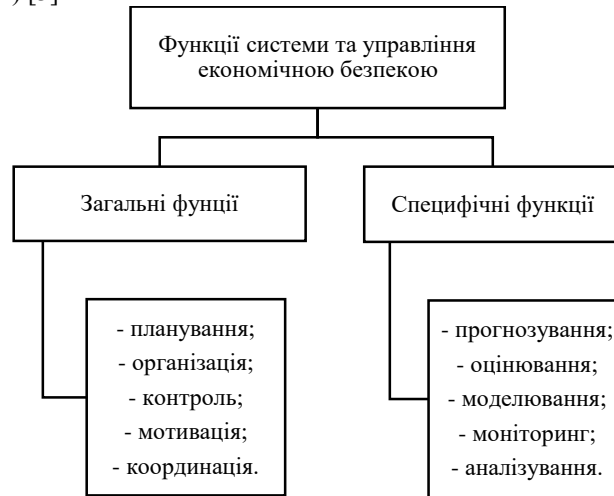 Функції системи та управління
економічною безпекою
Загальні фунції
Специфічні функції
- планування;
- організація;
- контроль;
- мотивація;
- координація.
- прогнозування;
- оцінювання;
- моделювання;
- моніторинг;
- аналізування.